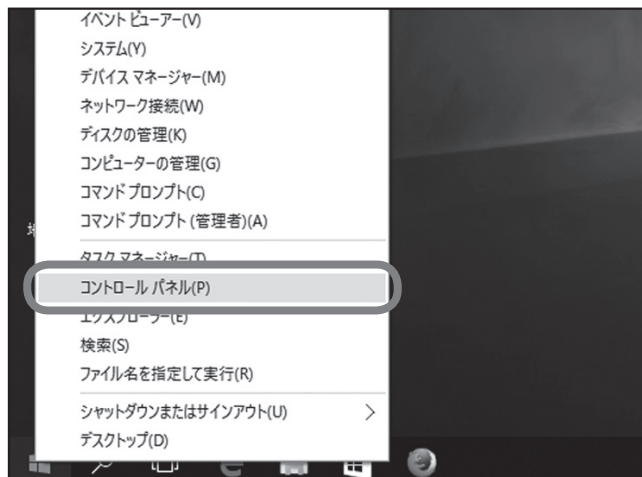 イベント ビューアー(V)
システム(Y)
デバイス マネージャー(M)
ネットワーク接続(W)
ディスクの管理(K)
コンピューターの管理(G)
コマンド プロンプト(C)
コマンド プロンプト (管理者)(A)
タスク マネージャー(T)
コントロール パネル(P)
エクスプローラー(E)
検索(S)
ファイル名を指定して実行(R)
シャットダウンまたはサインアウト(U)
デスクトップ(D)